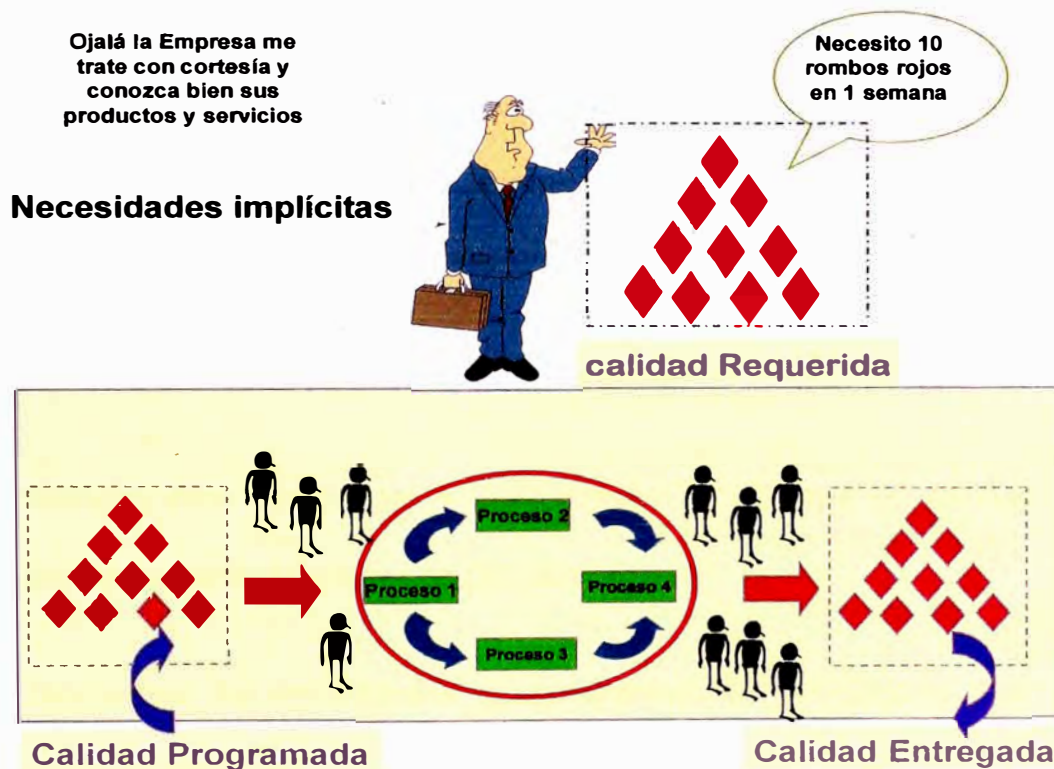 Ojalá la Empresa me
trate con cortesía y
conozca bien sus
productos y servicios
Necesito 10
rombos rojos
en 1 semana
Necesidades implícitas
calidad Requerida
Proceso 2
Proceso 1
Proceso 4
Proceso 3
Calidad Programada
Calidad Entregada